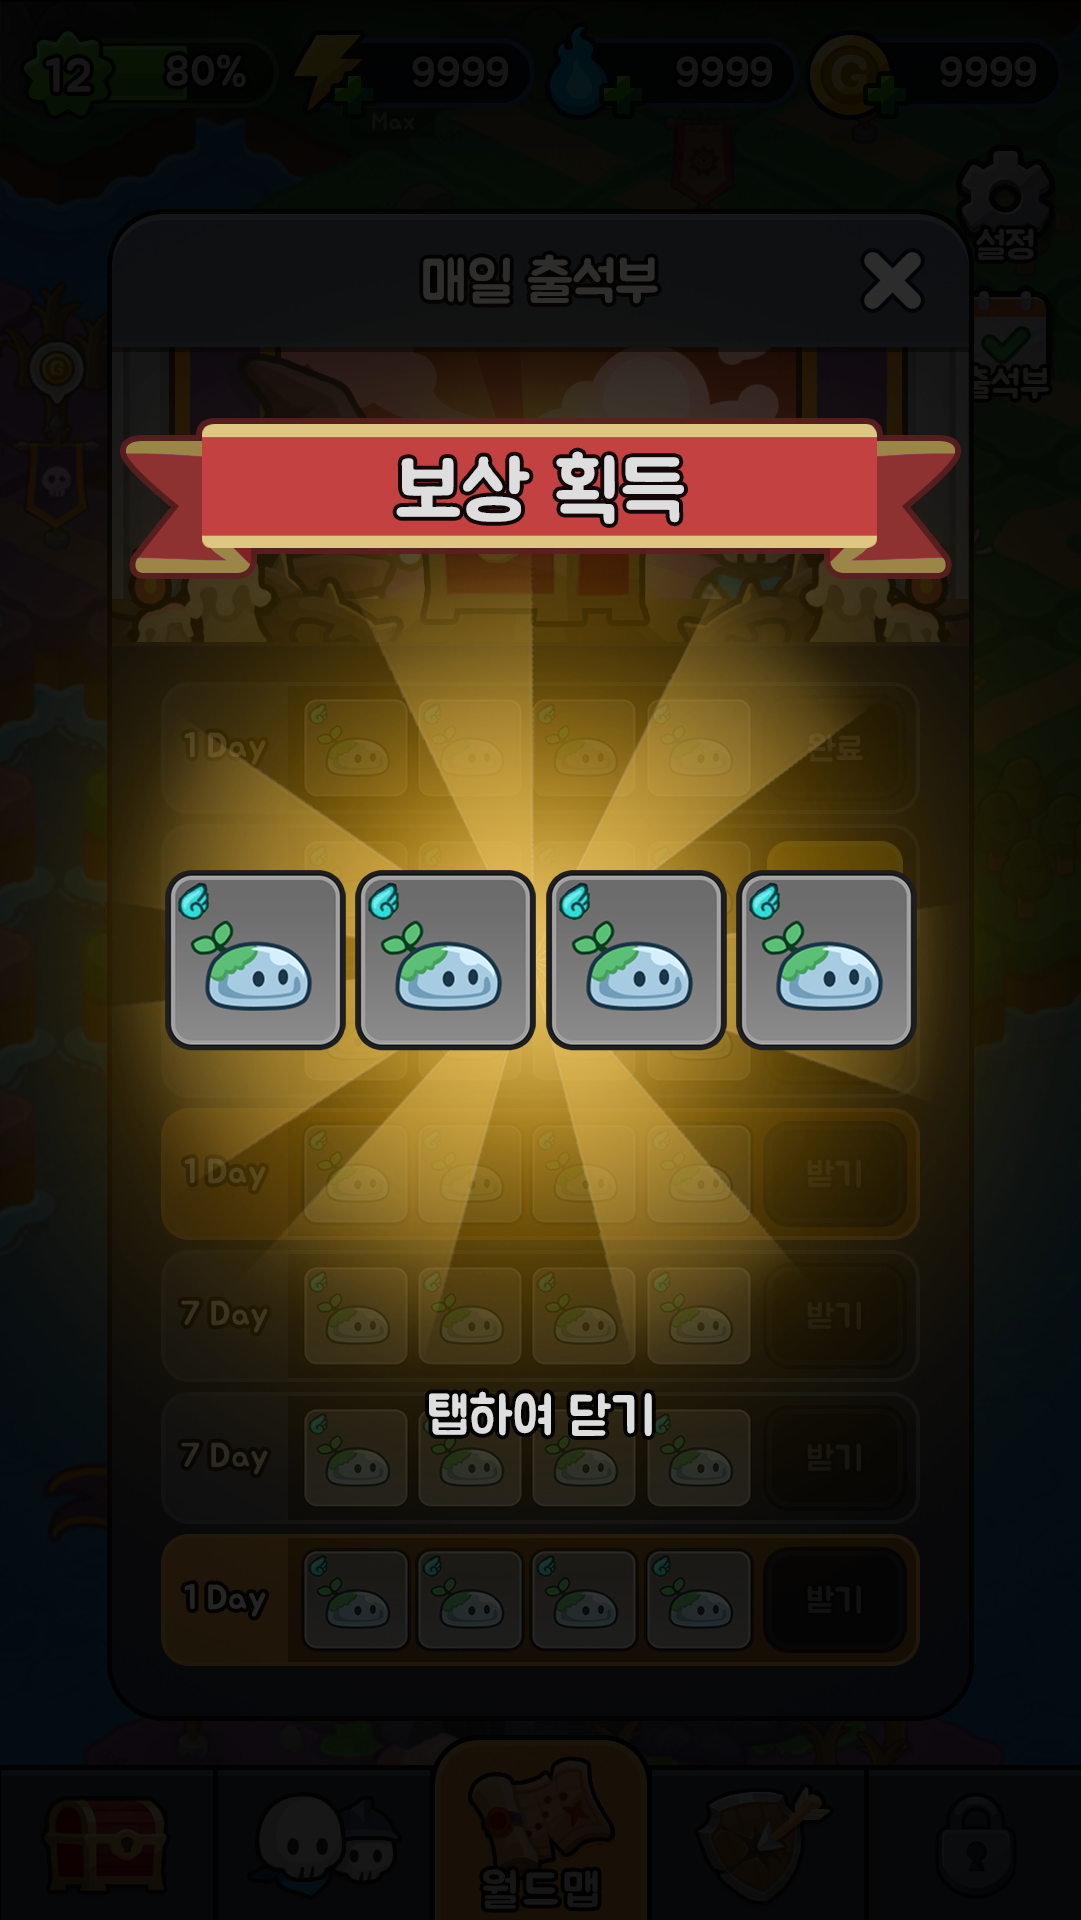 12 80% 9999 9999 9999
Max
설정
매일 출석부
출석부
보상 획득
1 Day 완료
1 Day 받기
7 Day 받기
탭하여 닫기
7 Day 받기
1 Day 받기
월드맵